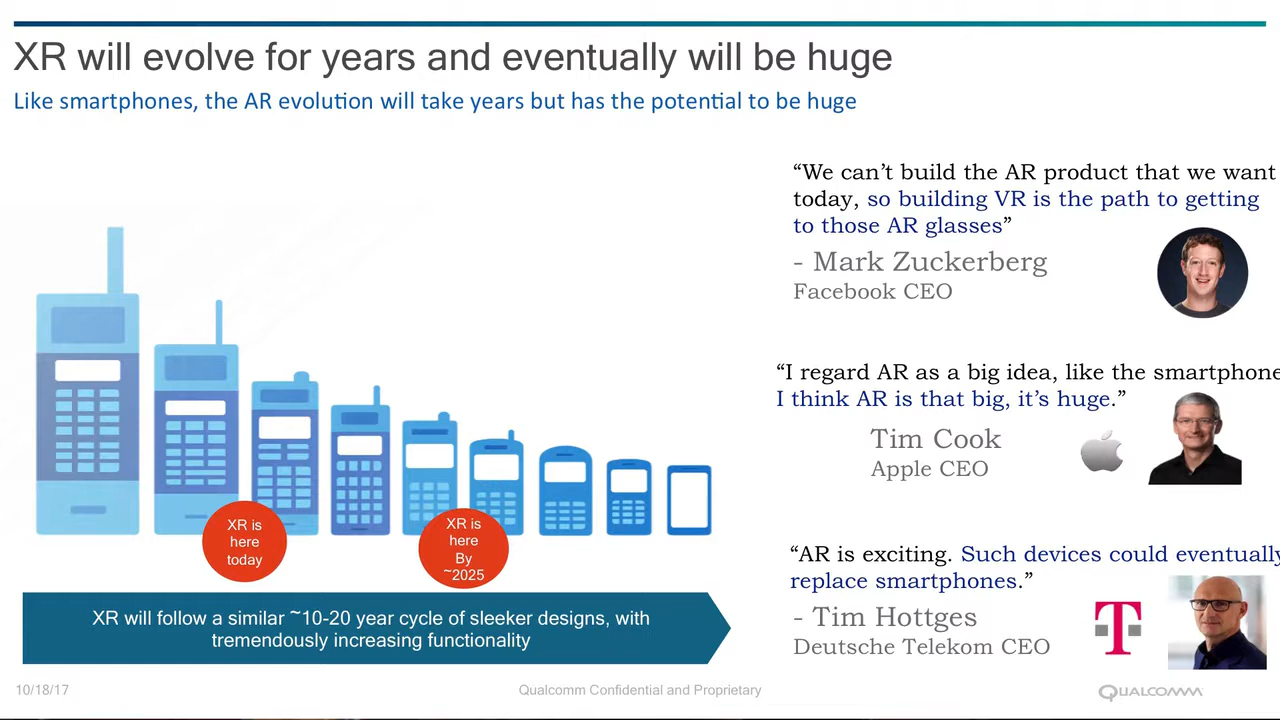 XR will evolve for years and eventually will be huge
Like smartphones, the AR evolution will take years but has the potential to be huge
“We can’t build the AR product that we want
today, so building VR is the path to getting
to those AR glasses”
- Mark Zuckerberg
Facebook CEO
“I regard AR as a big idea, like the smartphone
I think AR is that big, it’s huge.”
Tim Cook
Apple CEO
“AR is exciting. Such devices could eventually
replace smartphones.”
- Tim Hottges
Deutsche Telekom CEO
T
XR is
here
today
XR is
here
By
~2025
XR will follow a similar ~10-20 year cycle of sleeker designs, with
tremendously increasing functionality
10/18/17
Qualcomm Confidential and Proprietary
QUALCOMM